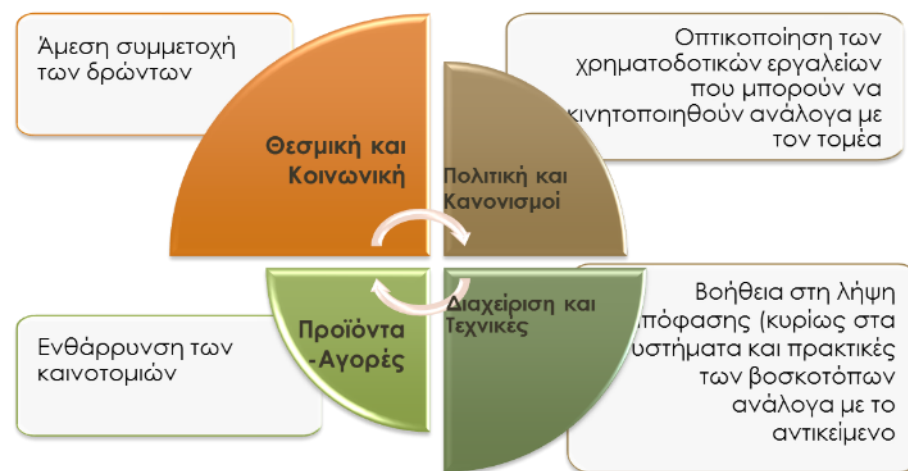 Άμεση συμμετοχή
των δρώντων
Οπτικοποίηση των
χρηματοδοτικών εργαλείων
που μπορούν να
κινητοποιηθούν ανάλογα με
τον τομέα
Θεσμική και
Κοινωνική
Πολιτική και
Κανονισμοί
Προϊόντα
-Αγορές
Διαχείριση και
Τεχνικές
Ενθάρρυνση των
καινοτομιών
Βοήθεια στη λήψη
πόφασης (κυρίως στα
υστήματα και πρακτικές
των βοσκοτόπων
ανάλογα με το
αντικείμενο